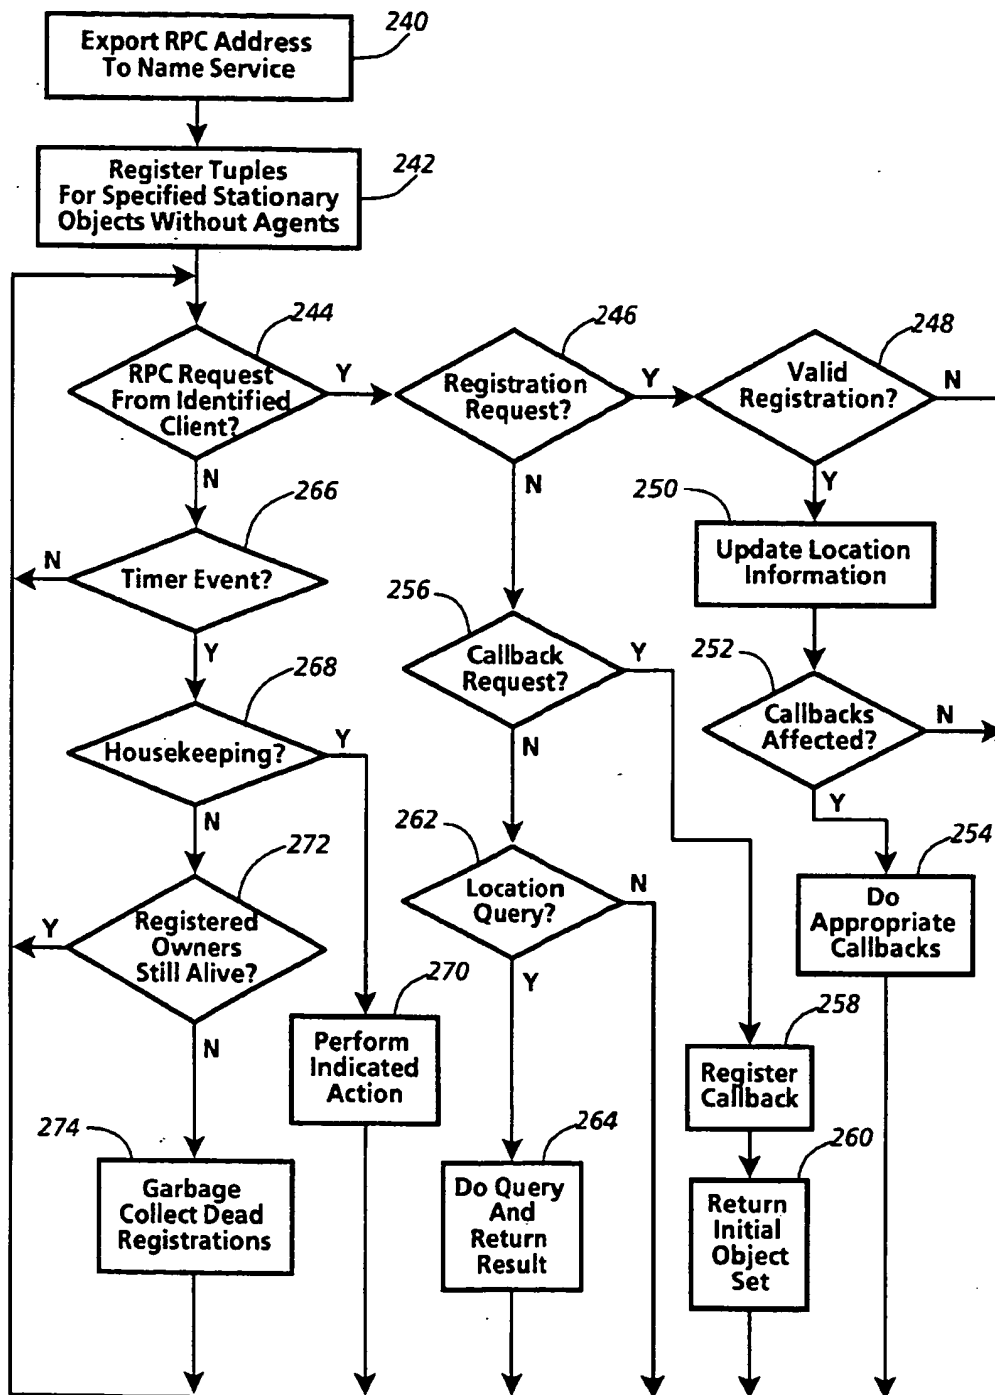 Export RPC Address
To Name Service
240
Register Tuples
For Specified Stationary
Objects Without Agents
242
244
RPC Request
From Identified
Client?
Y
N
246
Registration
Request?
Y
N
248
Valid
Registration?
N
Y
250
Update Location
Information
252
Callbacks
Affected?
N
Y
254
Do
Appropriate
Callbacks
256
Callback
Request?
Y
N
258
Register
Callback
260
Return
Initial
Object
Set
262
Location
Query?
N
Y
264
Do Query
And
Return
Result
266
Timer Event?
N
Y
268
Housekeeping?
Y
N
270
Perform
Indicated
Action
272
Registered
Owners
Still Alive?
Y
N
274
Garbage
Collect Dead
Registrations